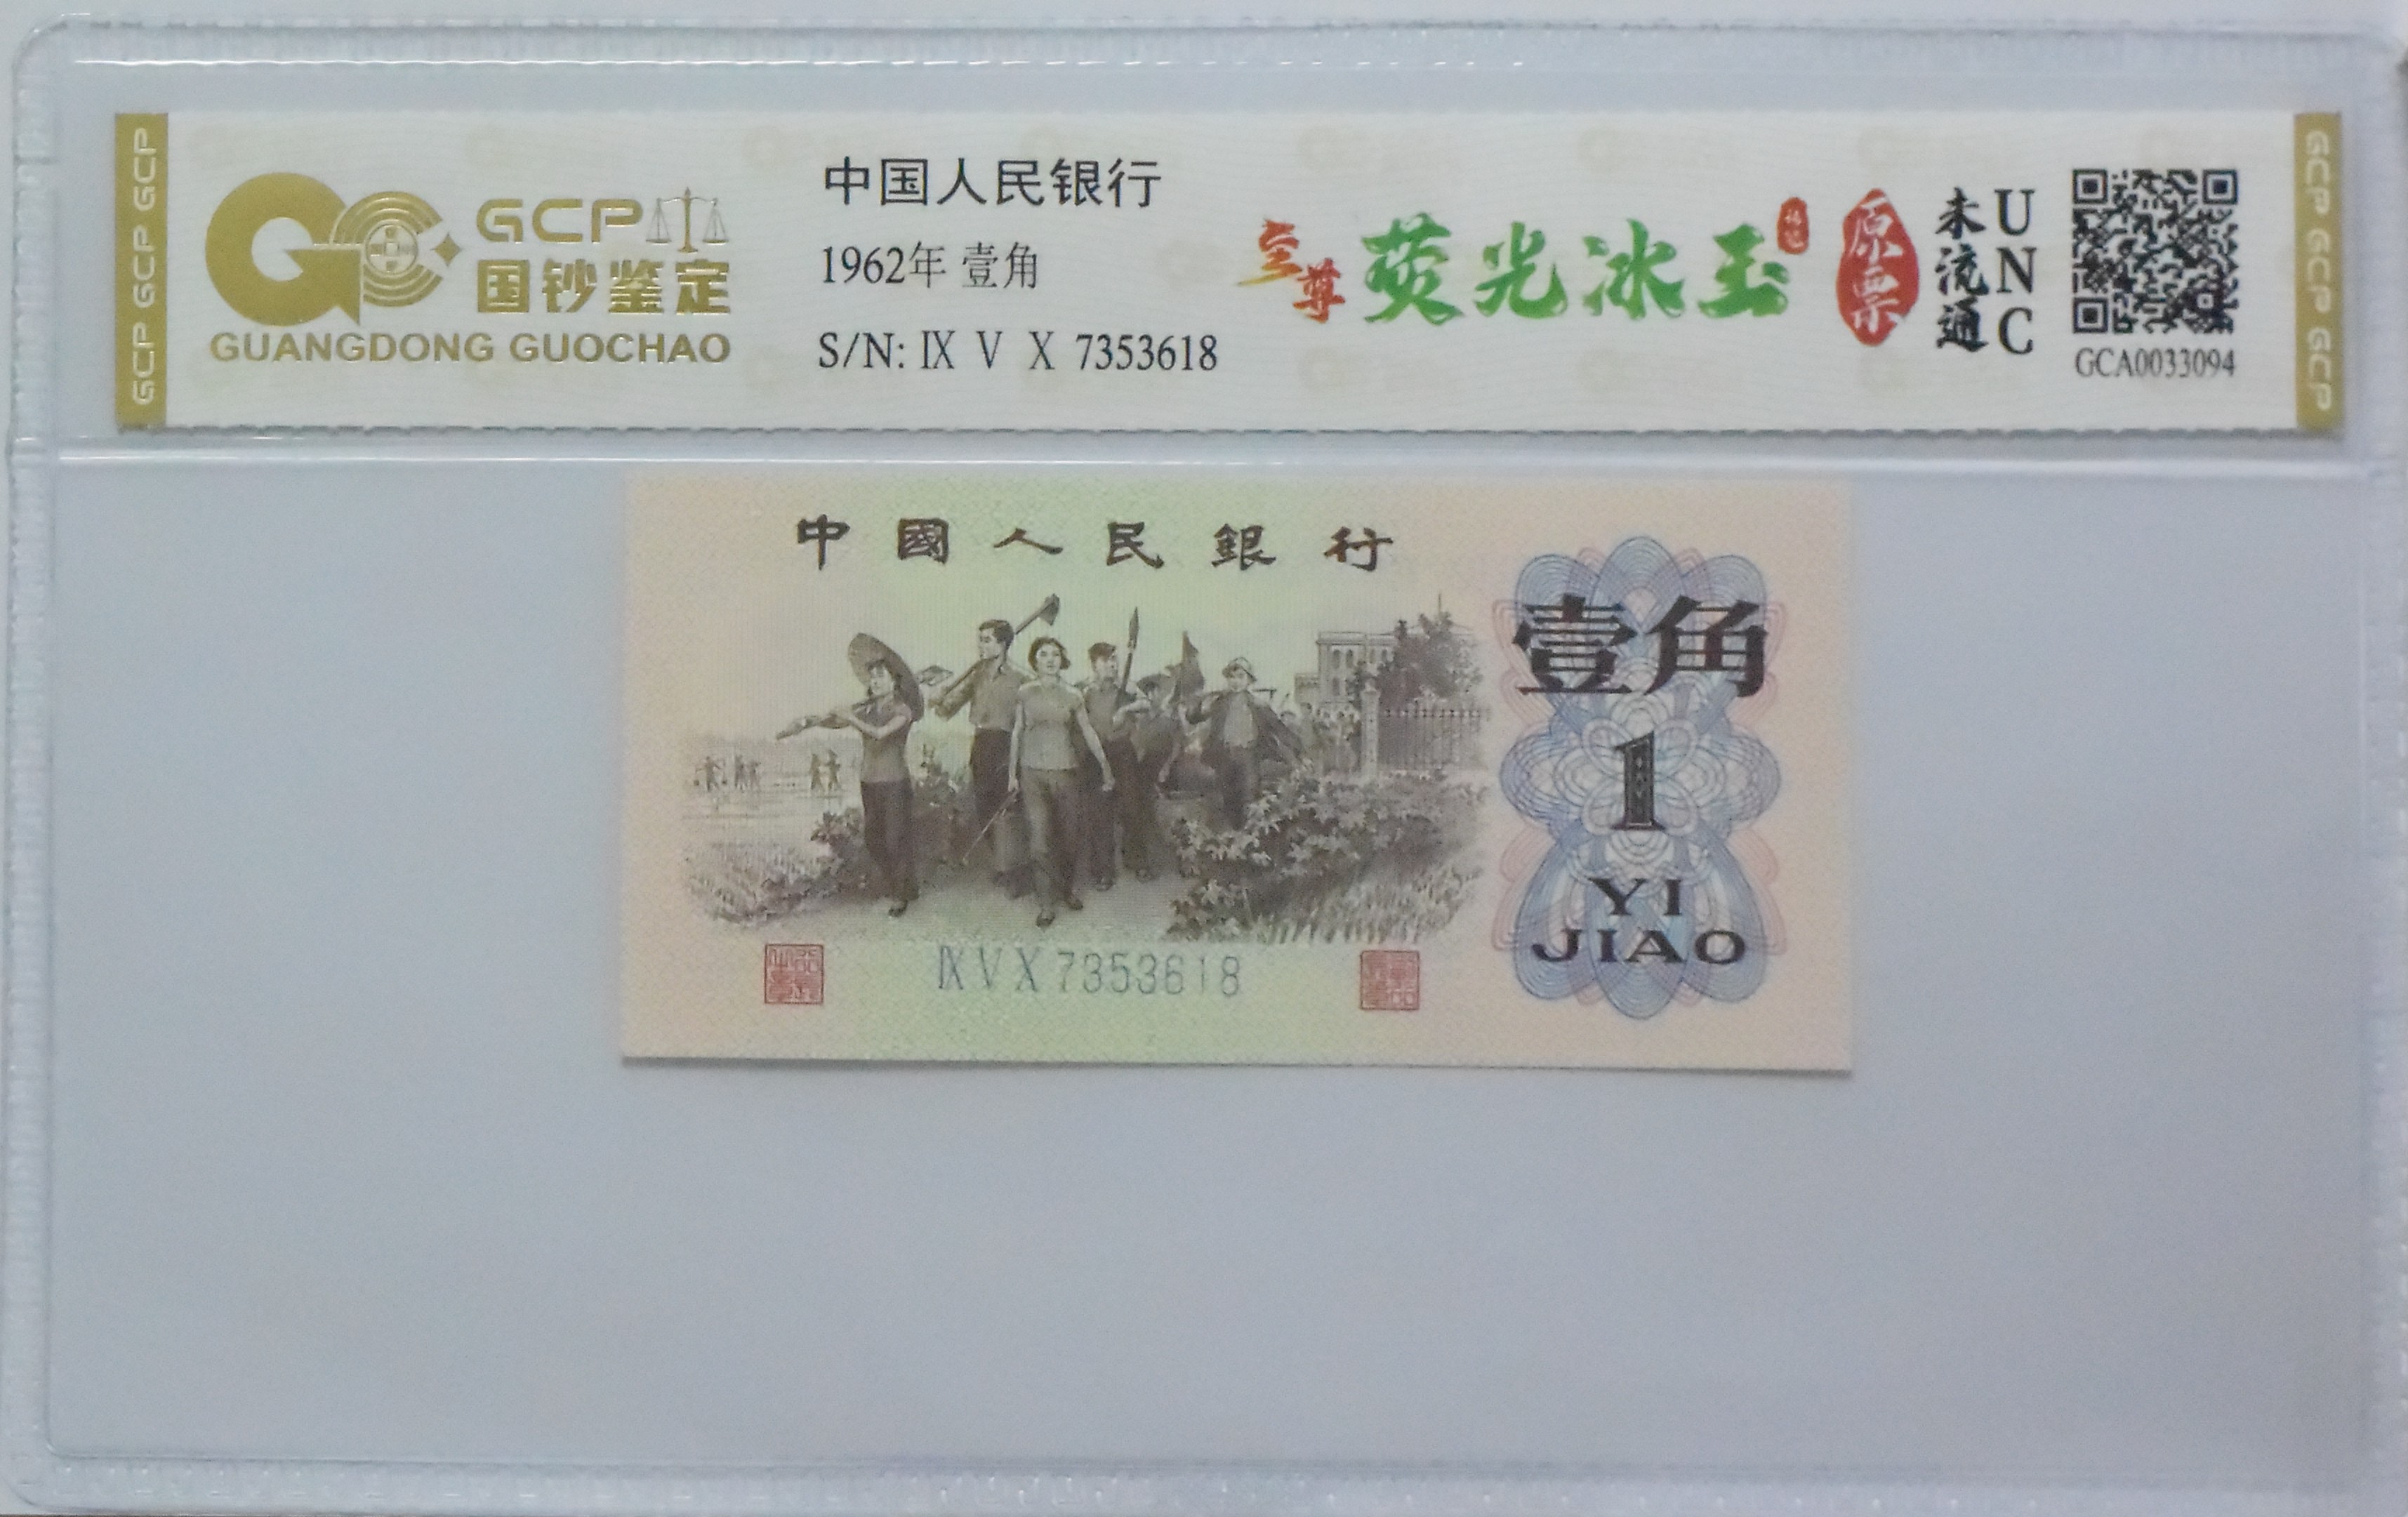 GCP GCP GCP
GCP
国钞鉴定
GUANGDONG GUOCHAO
中国人民银行
1962年 壹角
S/N: Ⅸ Ⅴ Ⅹ 7353618
至尊
荧光冰玉
原票
未流通
UNC
GCA0033094
GCP GCP GCP
中國人民銀行
壹角
1
YI
JIAO
ⅨⅤⅩ7353618